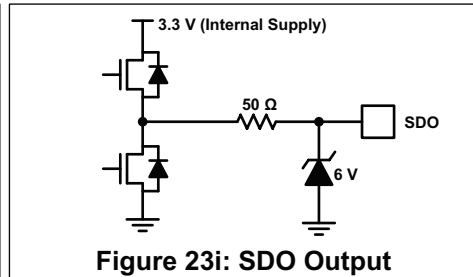 3.3 V (Internal Supply)
50 Ω
SDO
6 V
Figure 23i: SDO Output